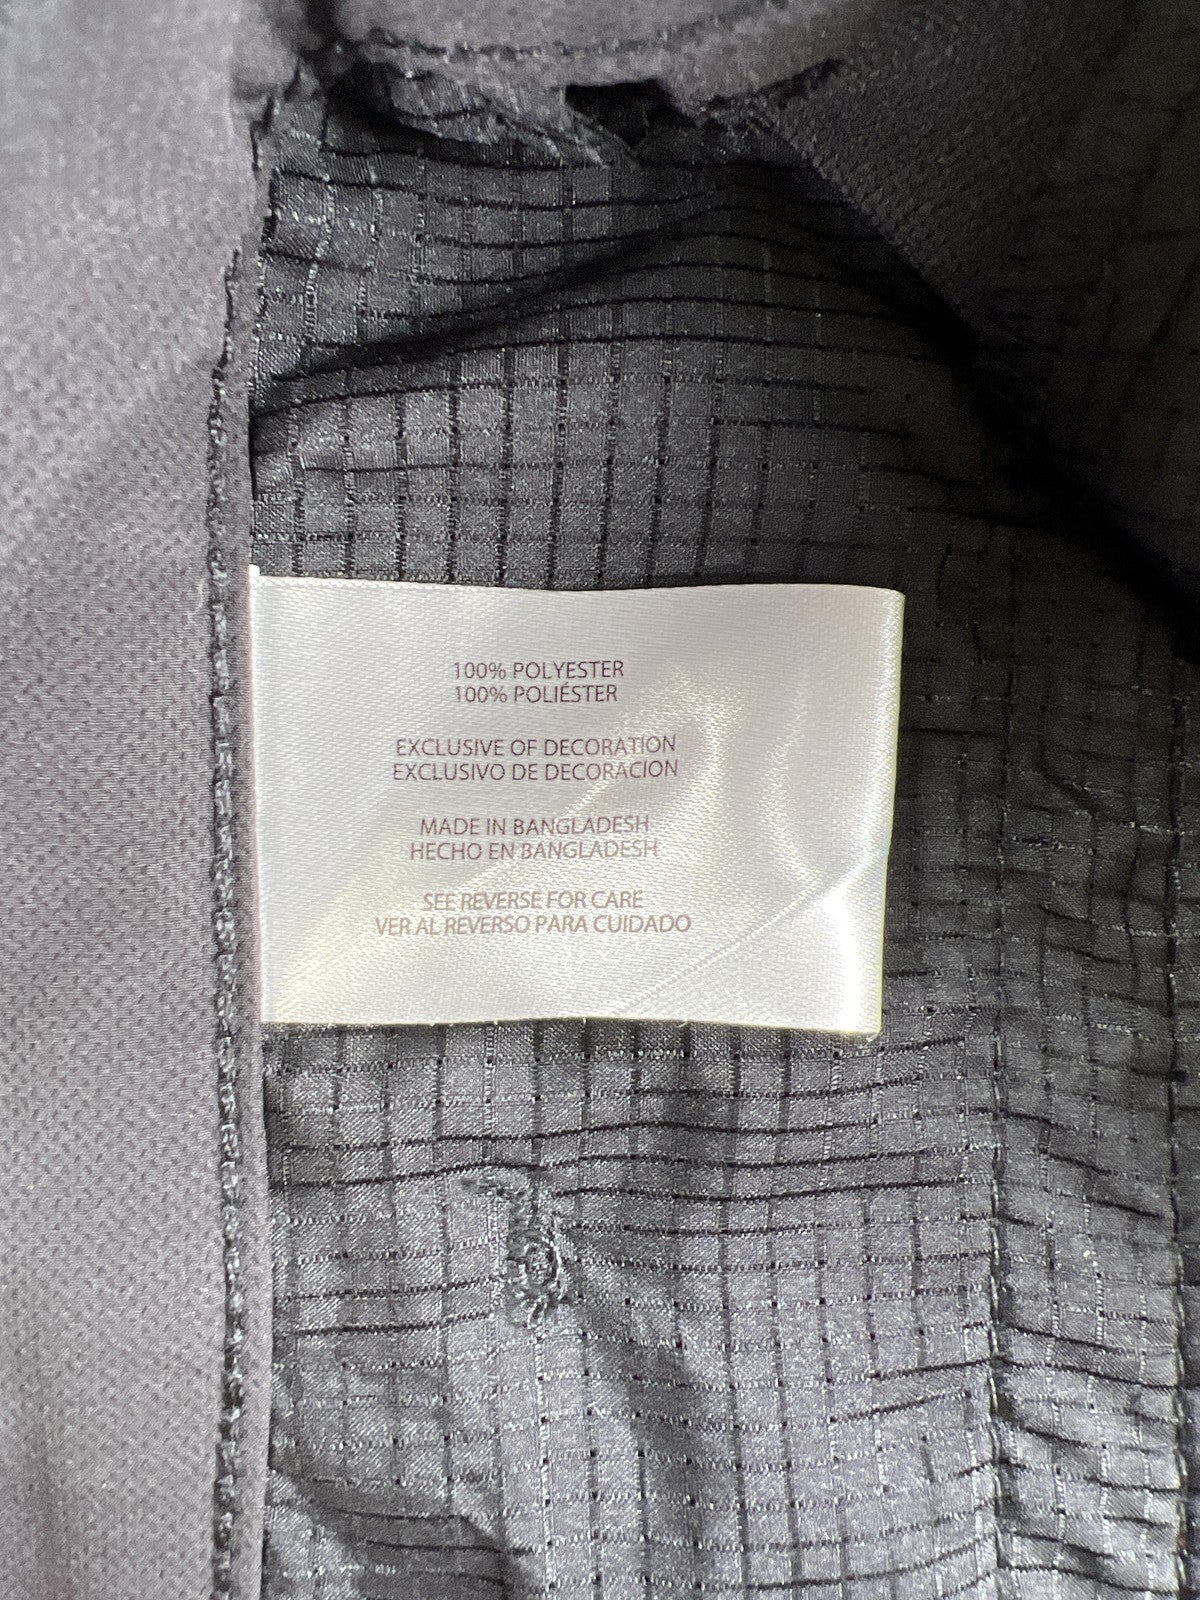 100% POLYESTER
100% POLIÉSTER
EXCLUSIVE OF DECORATION
EXCLUSIVO DE DECORACION
MADE IN BANGLADESH
HECHO EN BANGLADESH
SEE REVERSE FOR CARE
VER AL REVERSO PARA CUIDADO